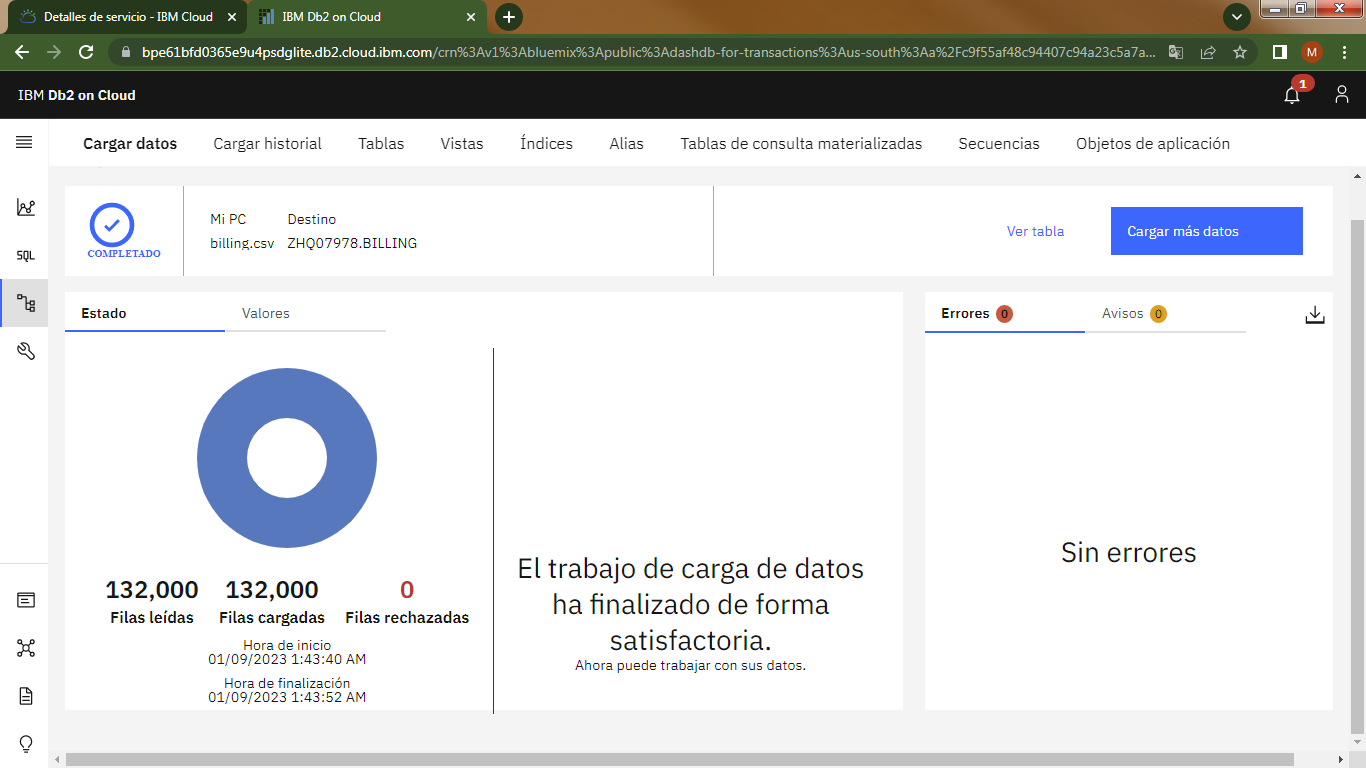 Detalles de servicio - IBM Cloud
IBM Db2 on Cloud
bpe61bfd0365e9u4psdglite.db2.cloud.ibm.com/crn%3Av1%3Abluemix%3Apublic%3Adashdb-for-transactions%3Aus-south%3Aa%2Fc9f55af48c94407c94a23c5a7a...
M
IBM Db2 on Cloud
1
Cargar datos Cargar historial Tablas Vistas Índices Alias Tablas de consulta materializadas Secuencias Objetos de aplicación
SQL
COMPLETADO
Mi PC Destino
billing.csv ZHQ07978.BILLING
Ver tabla
Cargar más datos
Estado Valores
Errores 0 Avisos 0
132,000 132,000 0
Filas leídas Filas cargadas Filas rechazadas
Hora de inicio
01/09/2023 1:43:40 AM
Hora de finalización
01/09/2023 1:43:52 AM
El trabajo de carga de datos
ha finalizado de forma
satisfactoria.
Ahora puede trabajar con sus datos.
Sin errores